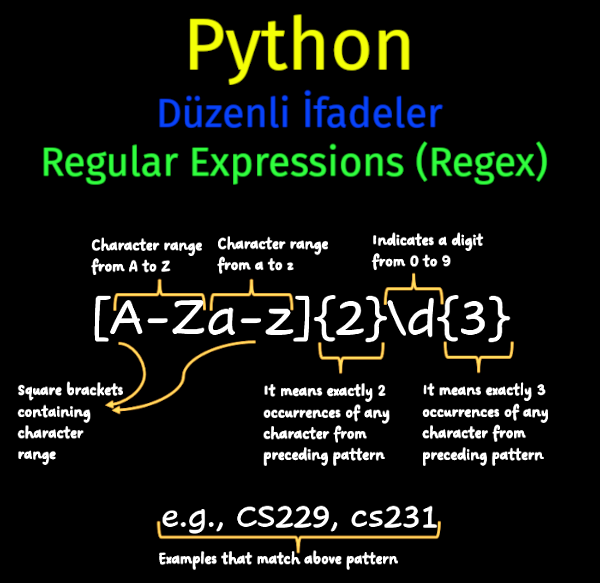 Python
Düzenli İfadeler
Regular Expressions (Regex)
Character range
from A to Z
Character range
from a to z
Indicates a digit
from 0 to 9
[A-Za-z]{2}\d{3}
Square brackets
containing
character
range
It means exactly 2
occurrences of any
character from
preceding pattern
It means exactly 3
occurrences of any
character from
preceding pattern
e.g., CS229, cs231
Examples that match above pattern